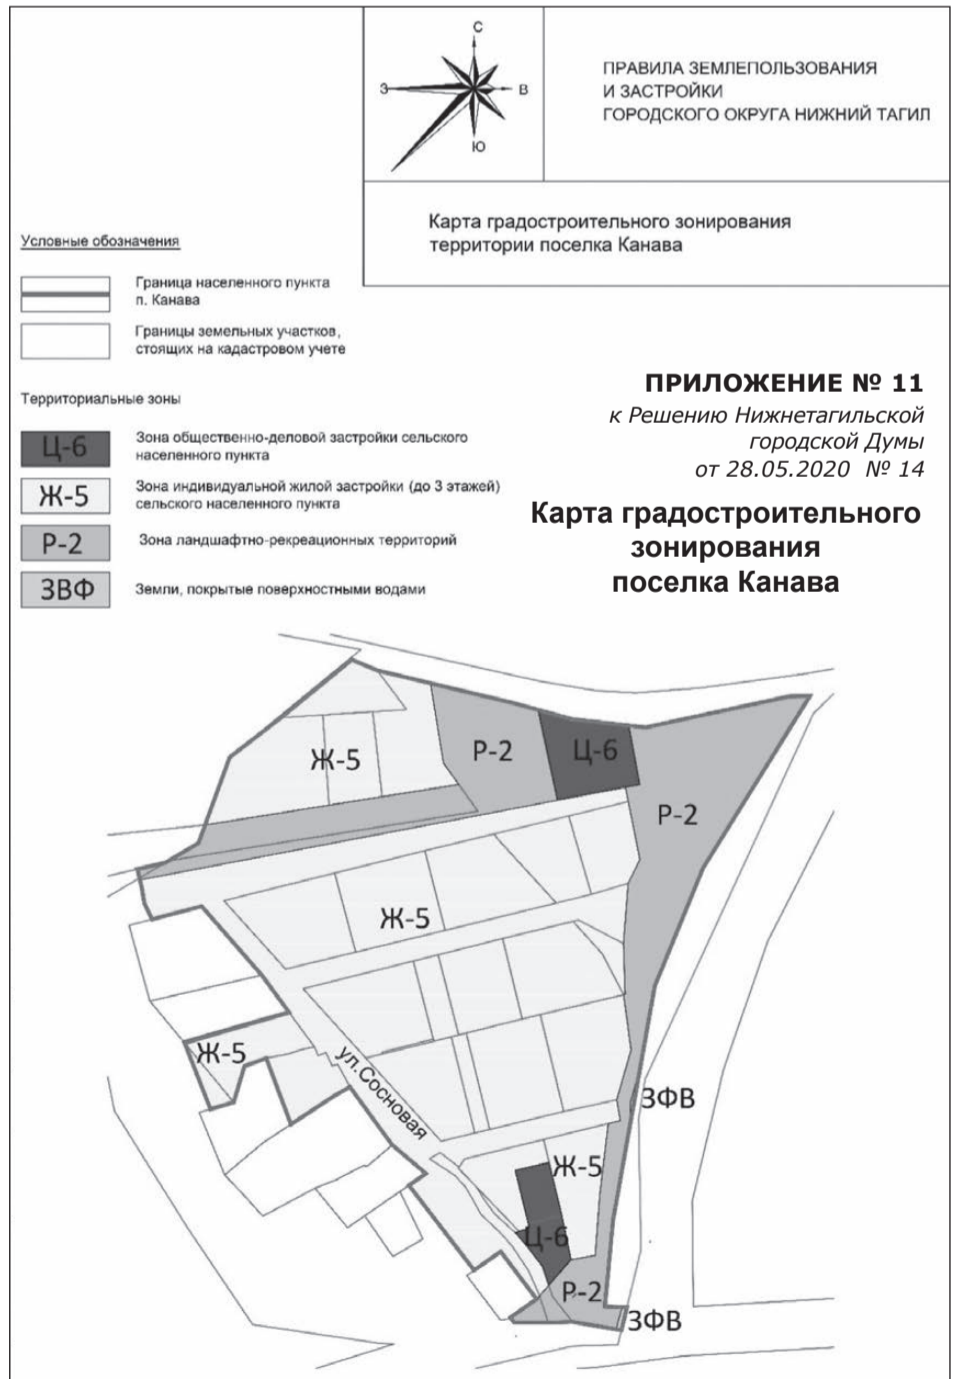 С
З
В
Ю
ПРАВИЛА ЗЕМЛЕПОЛЬЗОВАНИЯ
И ЗАСТРОЙКИ
ГОРОДСКОГО ОКРУГА НИЖНИЙ ТАГИЛ
Карта градостроительного зонирования
территории поселка Канава
Условные обозначения
Граница населенного пункта
п. Канава
Границы земельных участков,
стоящих на кадастровом учете
Территориальные зоны
Ц-6
Зона общественно-деловой застройки сельского
населенного пункта
Ж-5
Зона индивидуальной жилой застройки (до 3 этажей)
сельского населенного пункта
Р-2
Зона ландшафтно-рекреационных территорий
ЗВФ
Земли, покрытые поверхностными водами
ПРИЛОЖЕНИЕ № 11
к Решению Нижнетагильской
городской Думы
от 28.05.2020 № 14
Карта градостроительного
зонирования
поселка Канава
Ж-5
Р-2
Ц-6
Р-2
Ж-5
Ж-5
ул.Сосновая
ЗФВ
Ж-5
Ц-6
Р-2
ЗФВ